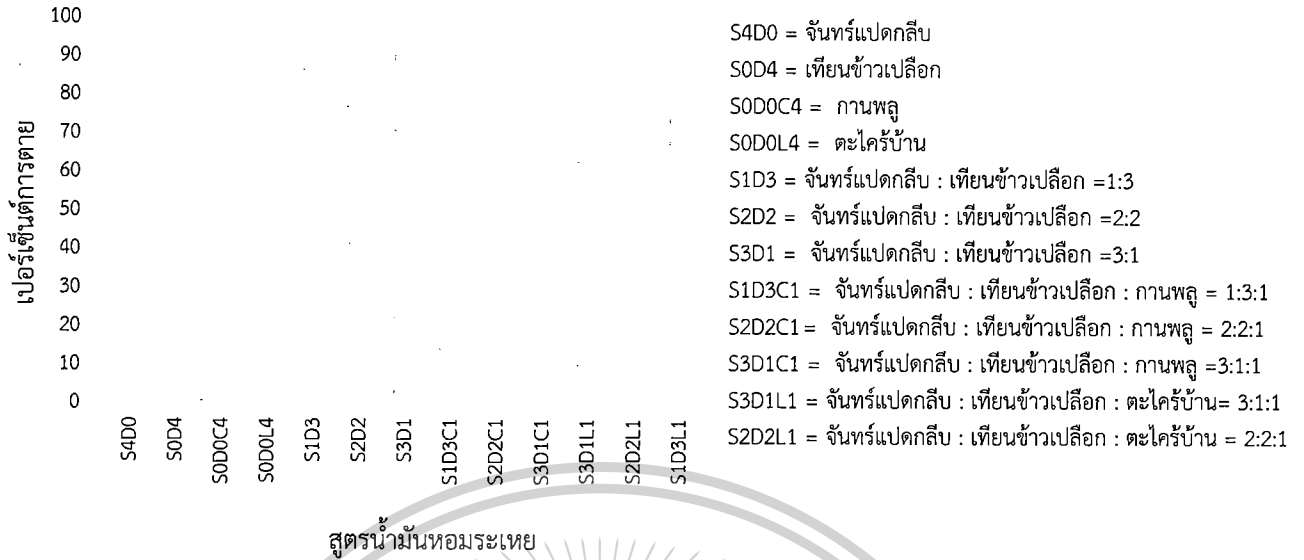 100
90
80
70
60
50
40
30
20
10
0
เปอร์เซ็นต์การตาย
S4D0
S0D4
S0D0C4
S0D0L4
S1D3
S2D2
S3D1
S1D3C1
S2D2C1
S3D1C1
S3D1L1
S2D2L1
S1D3L1
สูตรน้ำมันหอมระเหย
S4D0 = จันทร์แปดกลีบ
S0D4 = เทียนข้าวเปลือก
S0D0C4 = กานพลู
S0D0L4 = ตะไคร้บ้าน
S1D3 = จันทร์แปดกลีบ : เทียนข้าวเปลือก =1:3
S2D2 = จันทร์แปดกลีบ : เทียนข้าวเปลือก =2:2
S3D1 = จันทร์แปดกลีบ : เทียนข้าวเปลือก =3:1
S1D3C1 = จันทร์แปดกลีบ : เทียนข้าวเปลือก : กานพลู = 1:3:1
S2D2C1 = จันทร์แปดกลีบ : เทียนข้าวเปลือก : กานพลู = 2:2:1
S3D1C1 = จันทร์แปดกลีบ : เทียนข้าวเปลือก : กานพลู =3:1:1
S3D1L1 = จันทร์แปดกลีบ : เทียนข้าวเปลือก : ตะไคร้บ้าน= 3:1:1
S2D2L1 = จันทร์แปดกลีบ : เทียนข้าวเปลือก : ตะไคร้บ้าน = 2:2:1